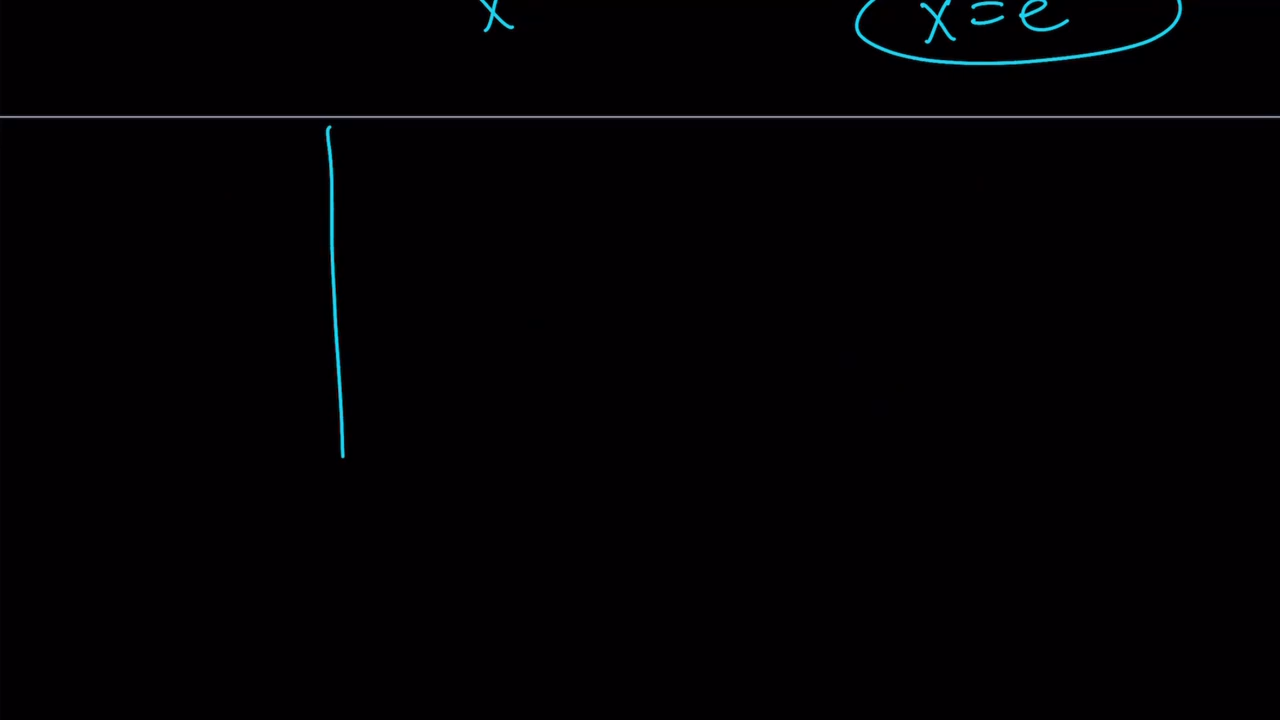 x x = e